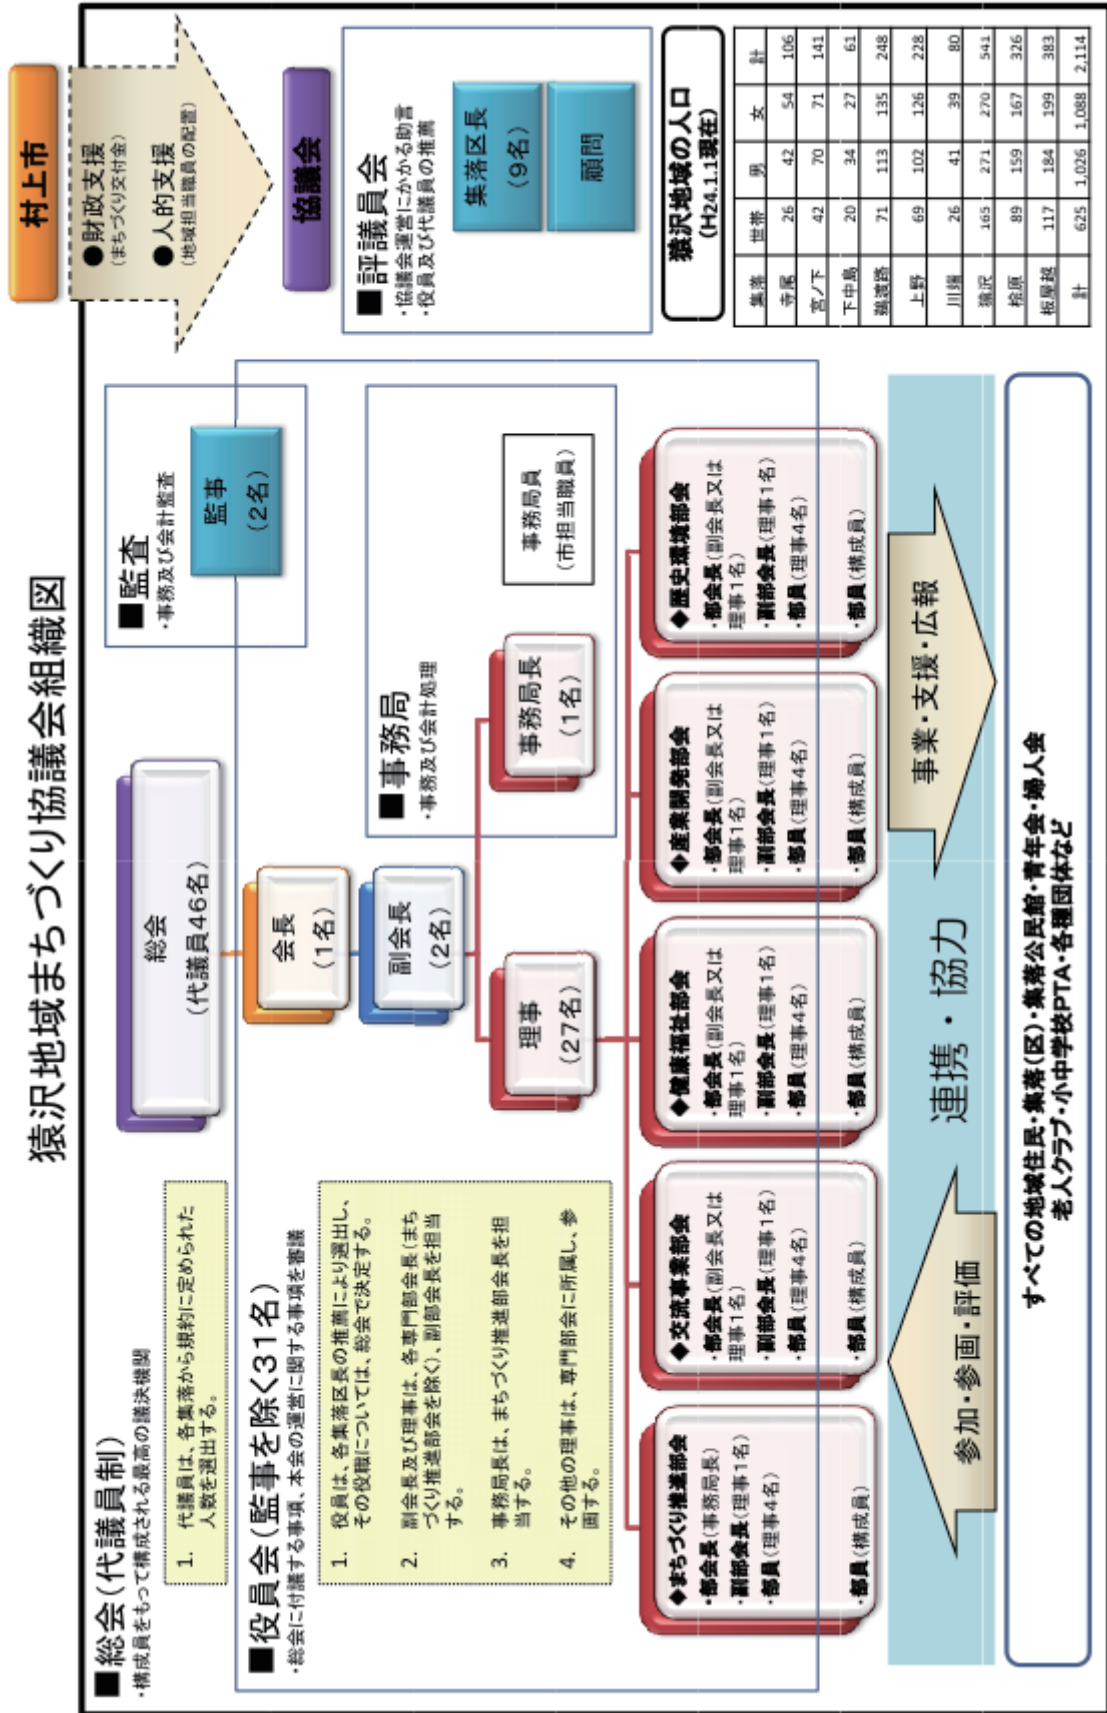 猿沢地域まちづくり協議会組織図
村上市
●財政支援
(まちづくり交付金)
●人的支援
(地域担当職員の配置)
協議会
■総会(代議員制)
・構成員をもって構成される最高の議決機関
1. 代議員は、各集落から規約に定められた
人数を選出する。
総会
(代議員46名)
■監査
・事務及び会計監査
監事
(2名)
■役員会(監事を除く31名)
・総会に付議する事項、本会の運営に関する事項を審議
1. 役員は、各集落区長の推薦により選出し、
その役職については、総会で決定する。
2. 副会長及び理事は、各専門部会長(まち
づくり推進部会を除く)、副部会長を担当
する。
3. 事務局長は、まちづくり推進部会長を担
当する。
4. その他の理事は、専門部会に所属し、参
画する。
会長
(1名)
副会長
(2名)
理事
(27名)
■事務局
・事務及び会計処理
事務局長
(1名)
事務局員
(市担当職員)
■評議員会
・協議会運営にかかる助言
・役員及び代議員の推薦
集落区長
(9名)
顧問
◆まちづくり推進部会
・部会長(事務局長)
・副部会長(理事1名)
・部員(理事4名)
・部員(構成員)
◆交流事業部会
・部会長(副会長又は
理事1名)
・副部会長(理事1名)
・部員(理事4名)
・部員(構成員)
◆健康福祉部会
・部会長(副会長又は
理事1名)
・副部会長(理事1名)
・部員(理事4名)
・部員(構成員)
◆産業開発部会
・部会長(副会長又は
理事1名)
・副部会長(理事1名)
・部員(理事4名)
・部員(構成員)
◆歴史環境部会
・部会長(副会長又は
理事1名)
・副部会長(理事1名)
・部員(理事4名)
・部員(構成員)
参加・参画・評価
連携・協力
事業・支援・広報
すべての地域住民・集落(区)・集落公民館・青年会・婦人会
老人クラブ・小中学校PTA・各種団体など
猿沢地域の人口
(H24.1.1現在)
集落 世帯 男 女 計
寺尾 26 42 54 106
宮ノ下 42 70 71 141
下中島 20 34 27 61
鵜渡路 71 113 135 248
上野 69 102 126 228
川端 26 41 39 80
猿沢 165 271 270 541
桧原 89 159 167 326
板屋越 117 184 199 383
計 625 1,026 1,088 2,114